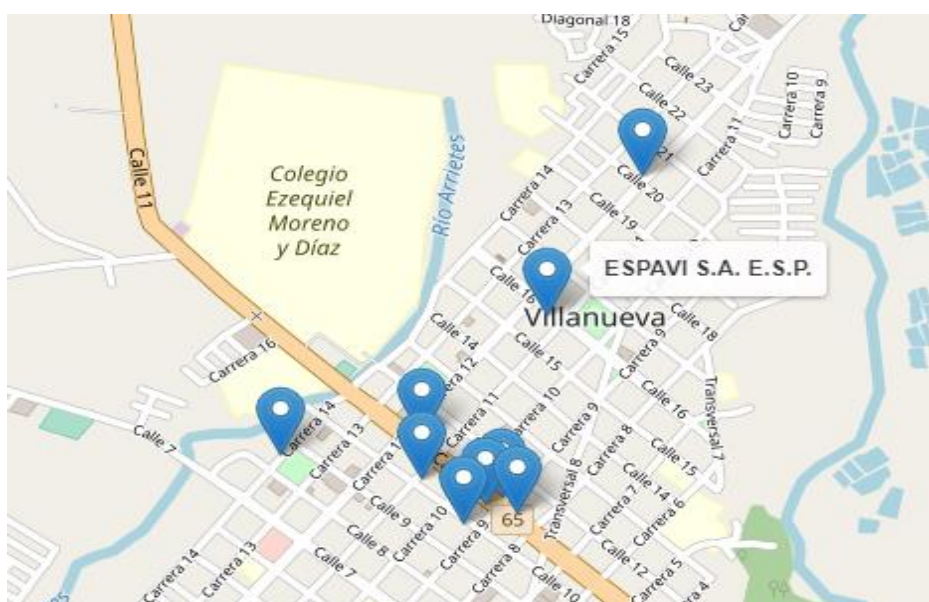 Diagonal 18
Carrera 15
Calle 23
Calle 22
Carrera 10
Carrera 9
Carrera 11
21
Calle 20
Calle 11
Colegio
Ezequiel
Moreno
y Díaz
Río Arrietes
Carrera 14
Carrera 13
Calle 19
ESPAVI S.A. E.S.P.
Calle 16
Villanueva
Calle 18
Calle 14
Calle 15
Carrera 9
Carrera 16
Carrera 12
Carrera 11
Carrera 10
Calle 16
Transversal 7
Carrera 14
Carrera 13
Calle 7
Carrera 9
Carrera 8
Calle 15
Calle 14
Transversal 8
Carrera 7
Carrera 6
Calle 9
Carrera 10
65
Calle 8
Carrera 9
Carrera 8
Calle 12
Carrera 5
Carrera 4
Carrera 14
Carrera 13
Calle 7
Calle 10